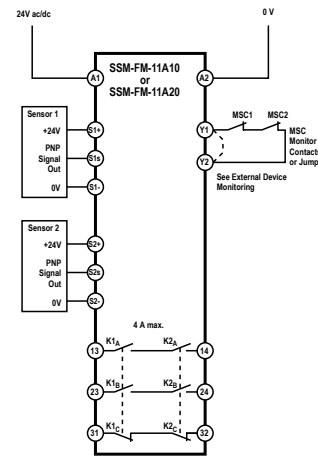 24V ac/dc
0 V
SSM-FM-11A10
or
SSM-FM-11A20
A1
A2
Sensor 1
+24V
PNP
Signal
Out
0V
S1+
S1s
S1-
Y1
Y2
MSC1
MSC2
MSC
Monitor
Contacts
or Jump
See External Device
Monitoring
Sensor 2
+24V
PNP
Signal
Out
0V
S2+
S2s
S2-
4 A max.
13
K1A
K2A
14
23
K1B
K2B
24
31
K1C
K2C
32